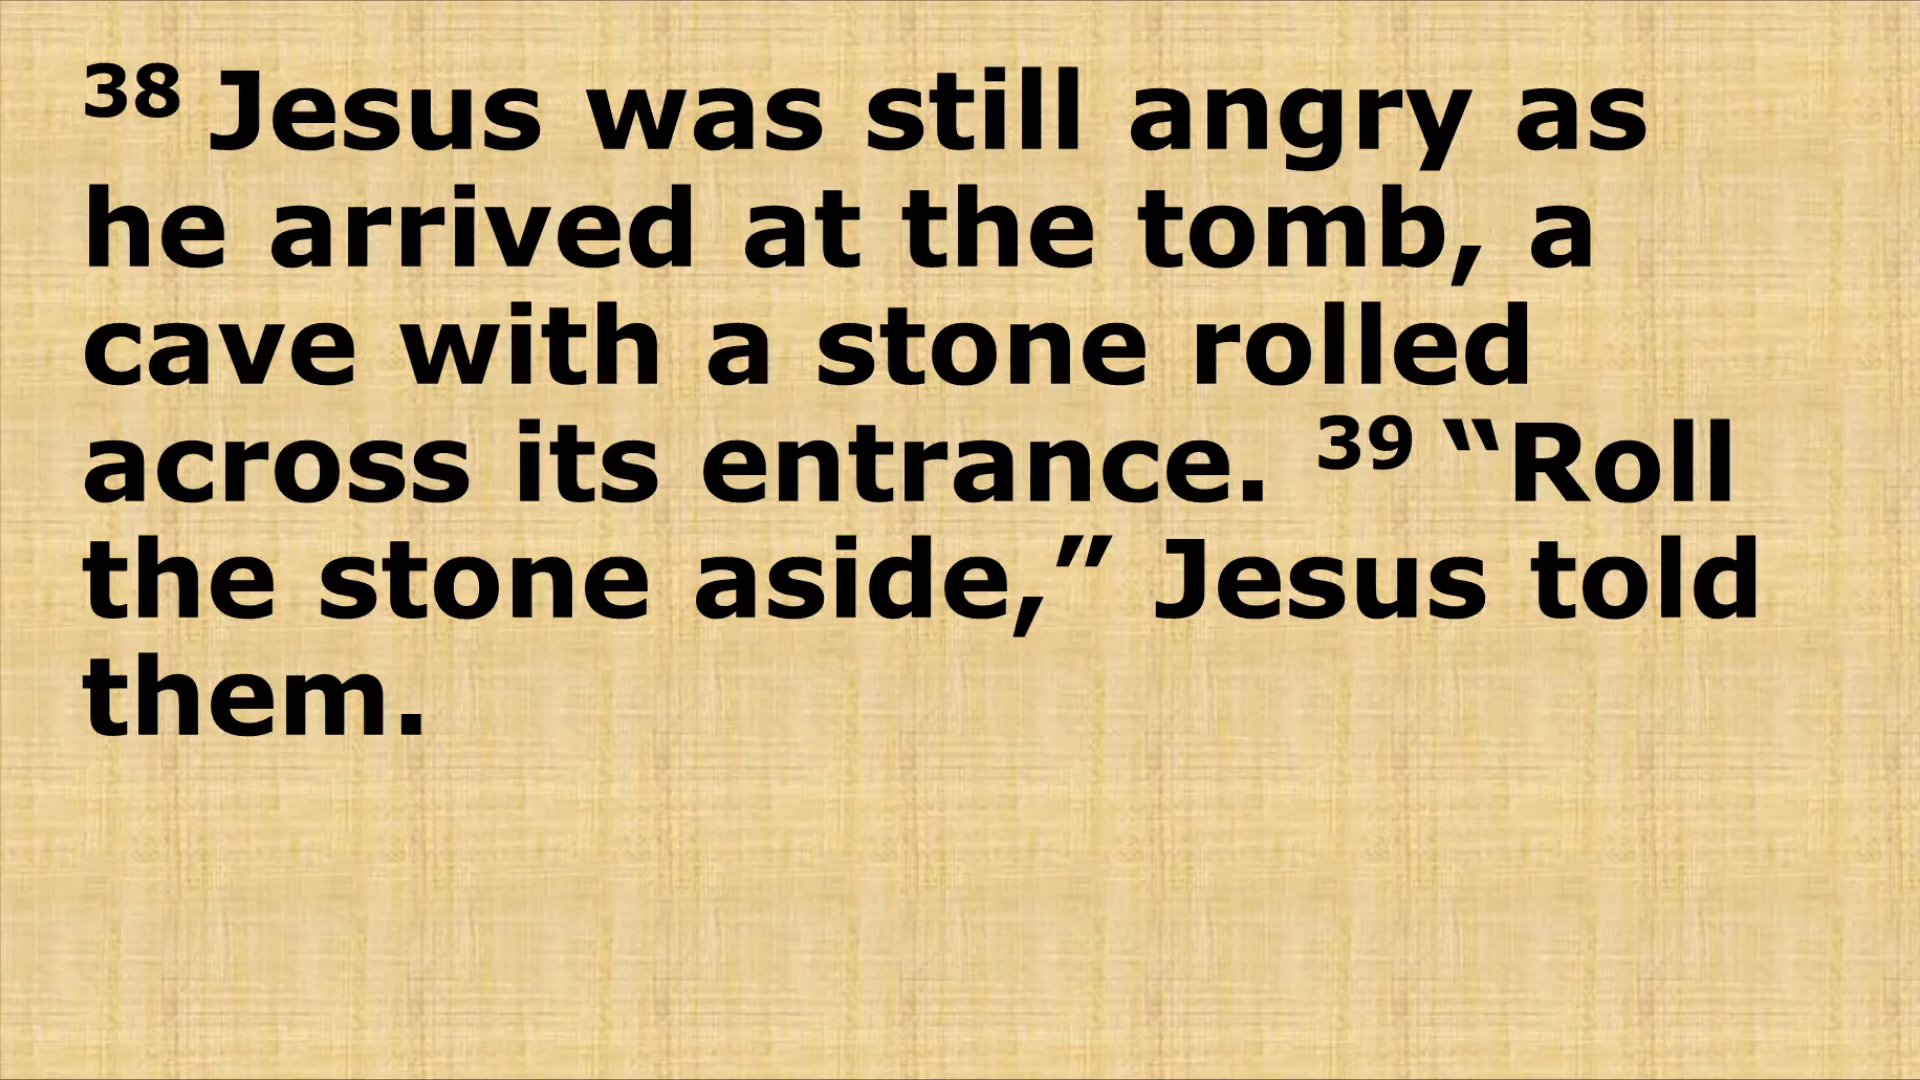 38 Jesus was still angry as
he arrived at the tomb, a
cave with a stone rolled
across its entrance. 39 “Roll
the stone aside,” Jesus told
them.